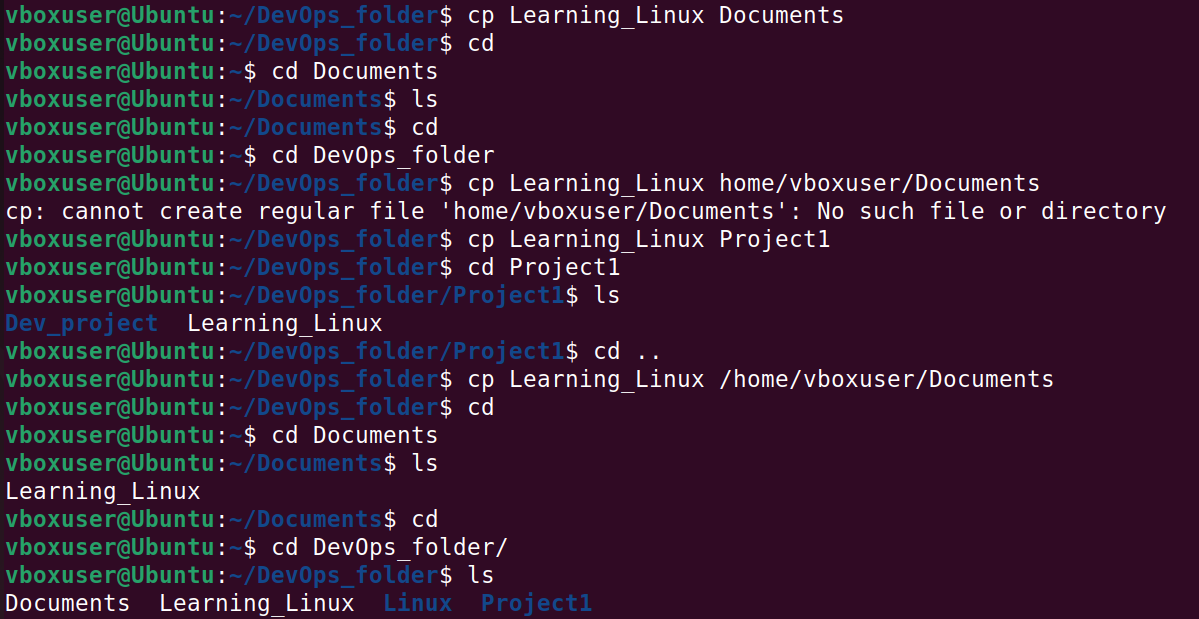 vboxuser@Ubuntu:~/DevOps_folder$ cp Learning_Linux Documents
vboxuser@Ubuntu:~/DevOps_folder$ cd
vboxuser@Ubuntu:~$ cd Documents
vboxuser@Ubuntu:~/Documents$ ls
vboxuser@Ubuntu:~/Documents$ cd
vboxuser@Ubuntu:~$ cd DevOps_folder
vboxuser@Ubuntu:~/DevOps_folder$ cp Learning_Linux home/vboxuser/Documents
cp: cannot create regular file 'home/vboxuser/Documents': No such file or directory
vboxuser@Ubuntu:~/DevOps_folder$ cp Learning_Linux Project1
vboxuser@Ubuntu:~/DevOps_folder$ cd Project1
vboxuser@Ubuntu:~/DevOps_folder/Project1$ ls
Dev_project  Learning_Linux
vboxuser@Ubuntu:~/DevOps_folder/Project1$ cd ..
vboxuser@Ubuntu:~/DevOps_folder$ cp Learning_Linux /home/vboxuser/Documents
vboxuser@Ubuntu:~/DevOps_folder$ cd
vboxuser@Ubuntu:~$ cd Documents
vboxuser@Ubuntu:~/Documents$ ls
Learning_Linux
vboxuser@Ubuntu:~/Documents$ cd
vboxuser@Ubuntu:~$ cd DevOps_folder/
vboxuser@Ubuntu:~/DevOps_folder$ ls
Documents  Learning_Linux  Linux  Project1